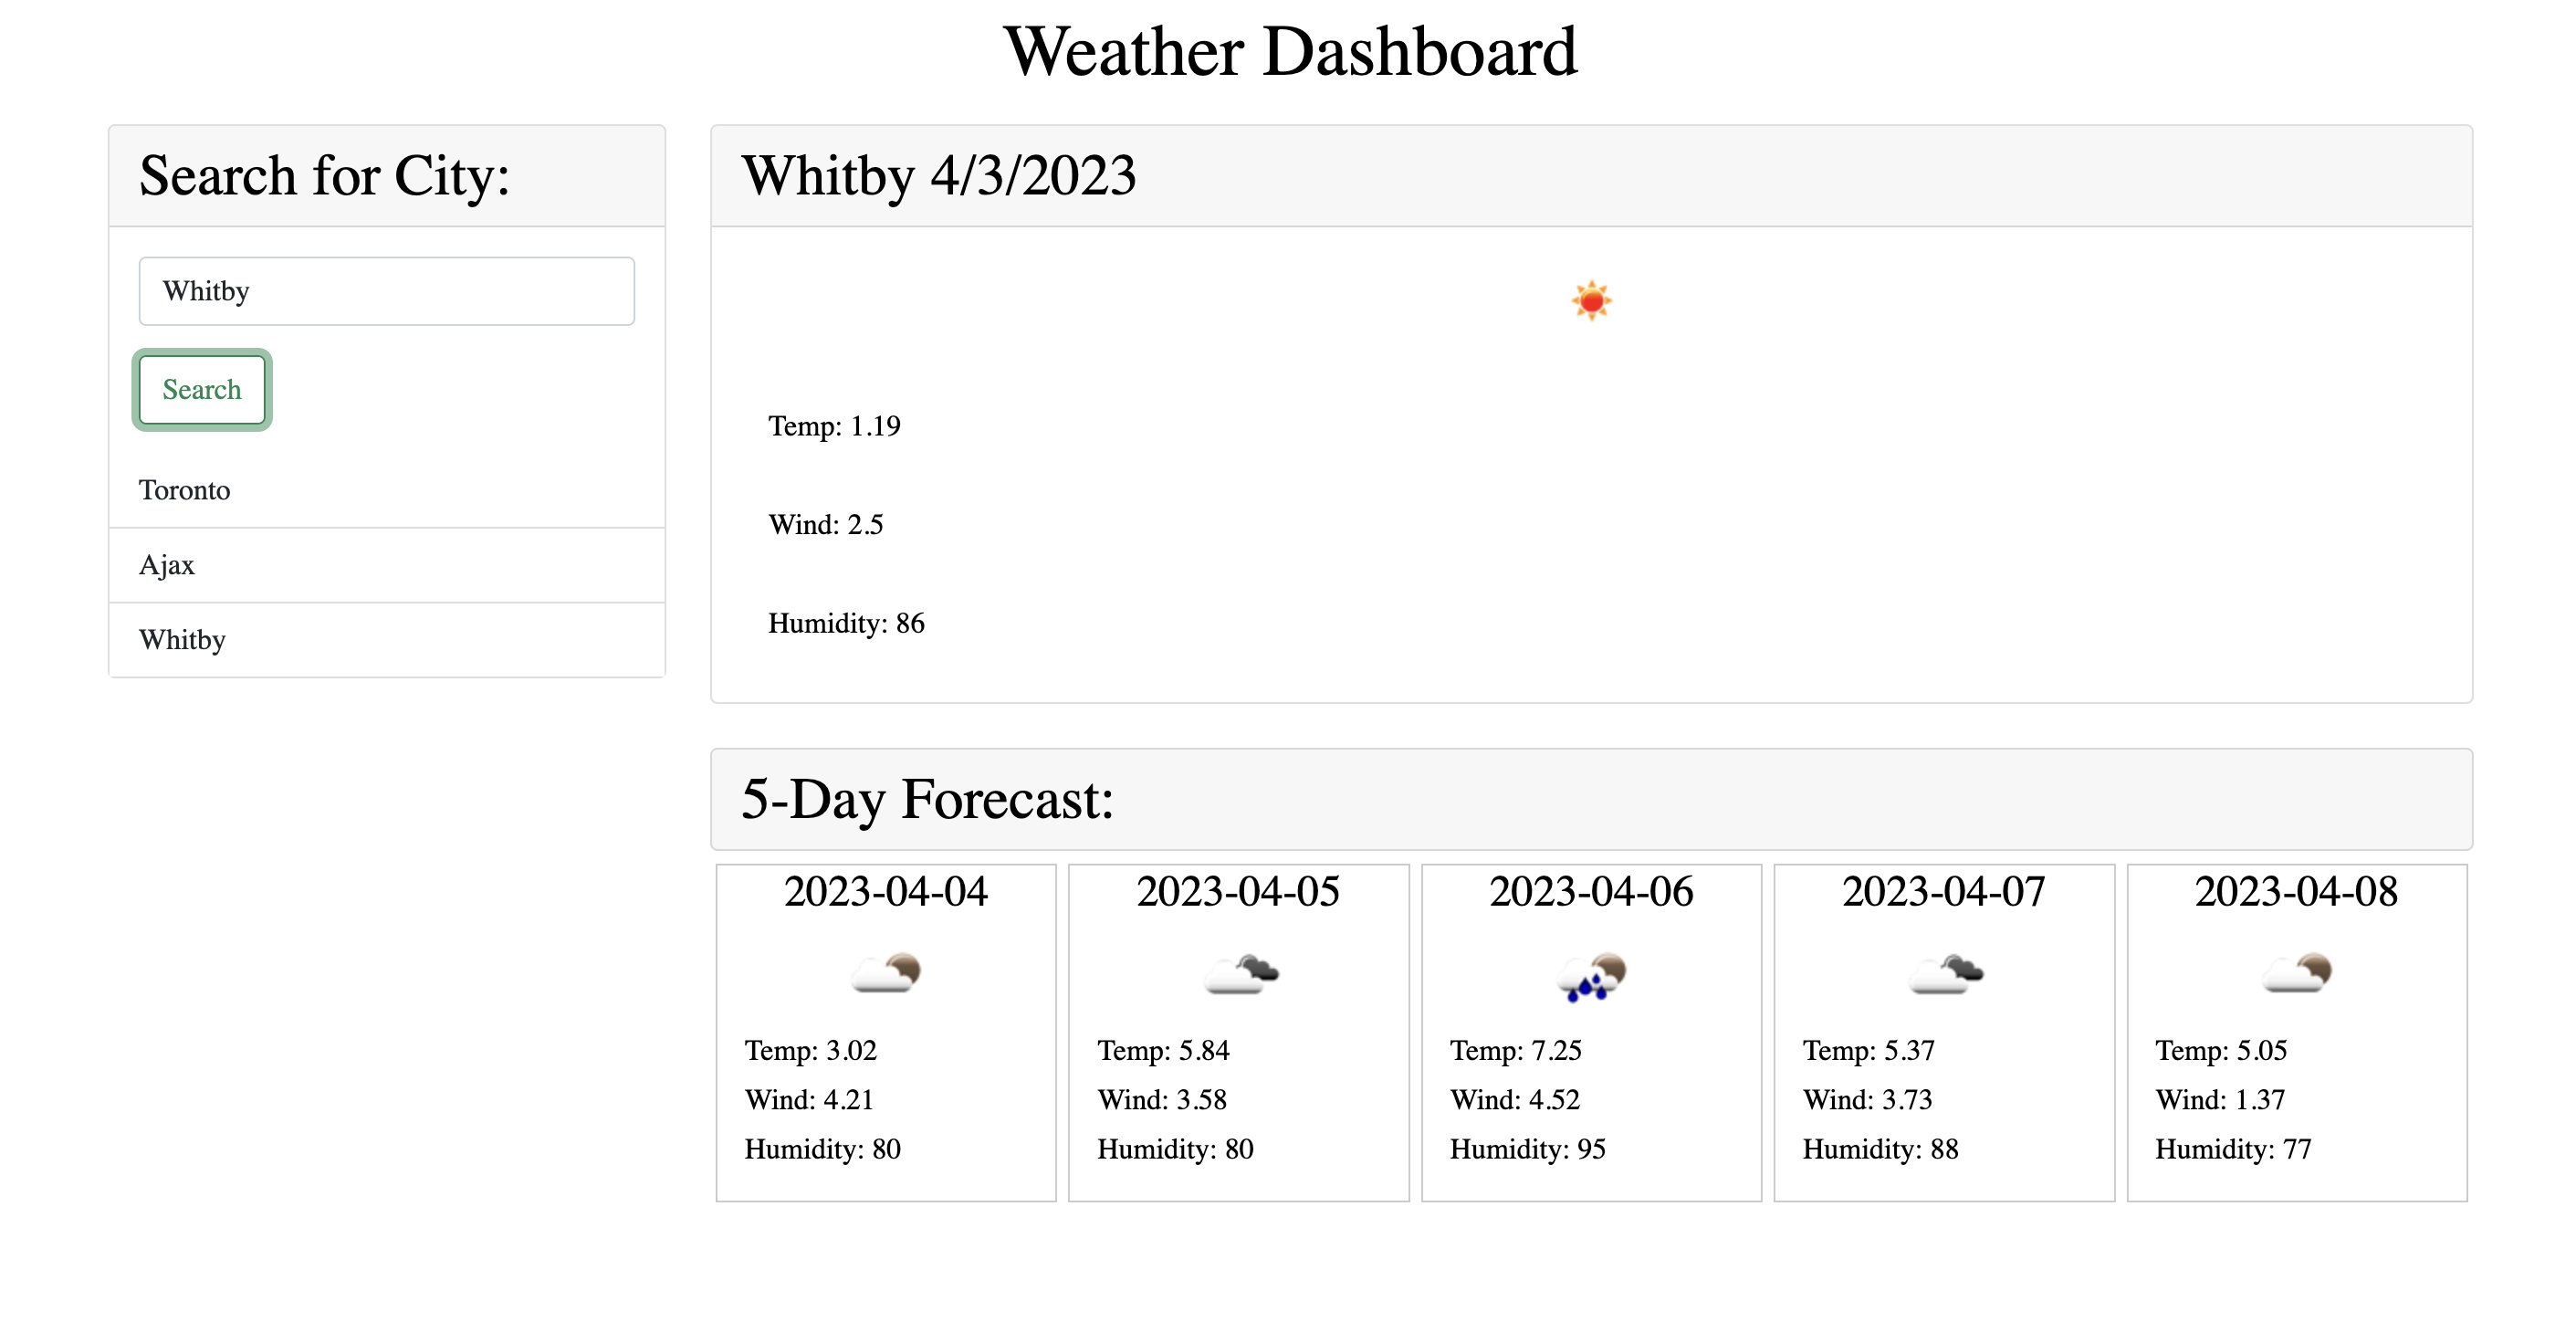 Weather Dashboard
Search for City:
Whitby
Search
Toronto
Ajax
Whitby
Whitby 4/3/2023
Temp: 1.19
Wind: 2.5
Humidity: 86
5-Day Forecast:
2023-04-04
Temp: 3.02
Wind: 4.21
Humidity: 80
2023-04-05
Temp: 5.84
Wind: 3.58
Humidity: 80
2023-04-06
Temp: 7.25
Wind: 4.52
Humidity: 95
2023-04-07
Temp: 5.37
Wind: 3.73
Humidity: 88
2023-04-08
Temp: 5.05
Wind: 1.37
Humidity: 77